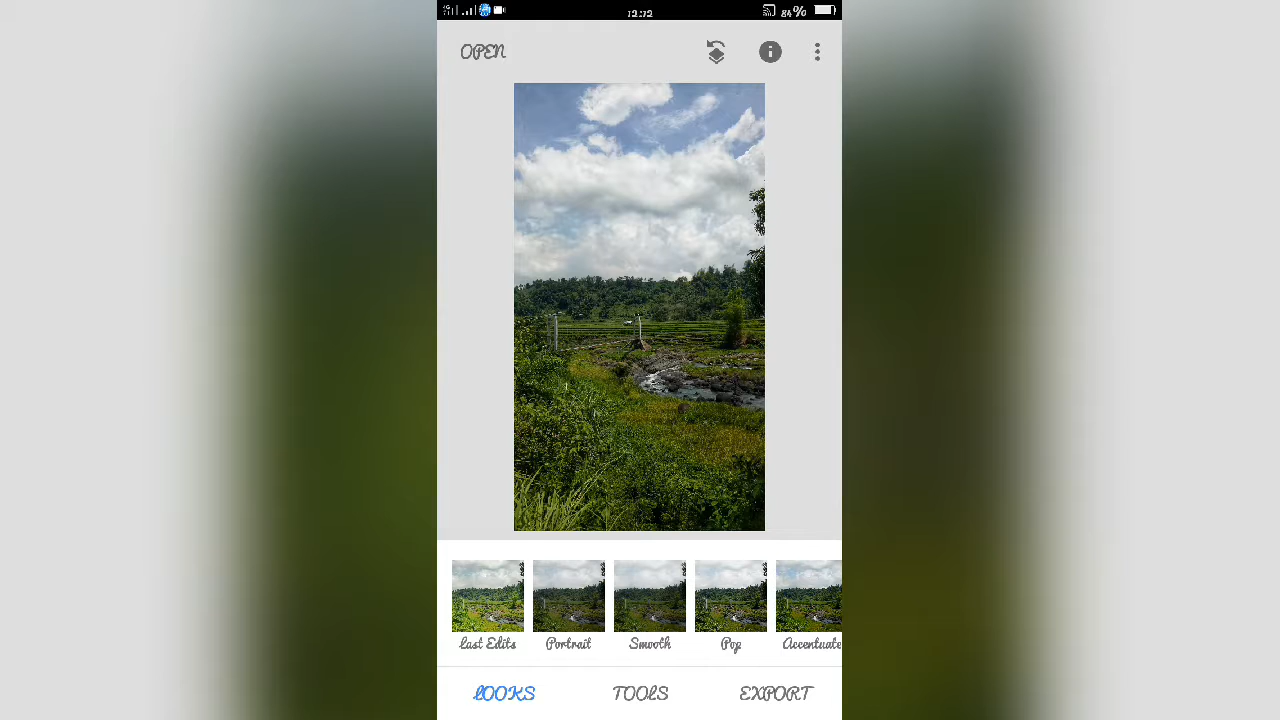 12:12
84%
OPEN
Last Edits
Portrait
Smooth
Pop
Accentuate
LOOKS
TOOLS
EXPORT